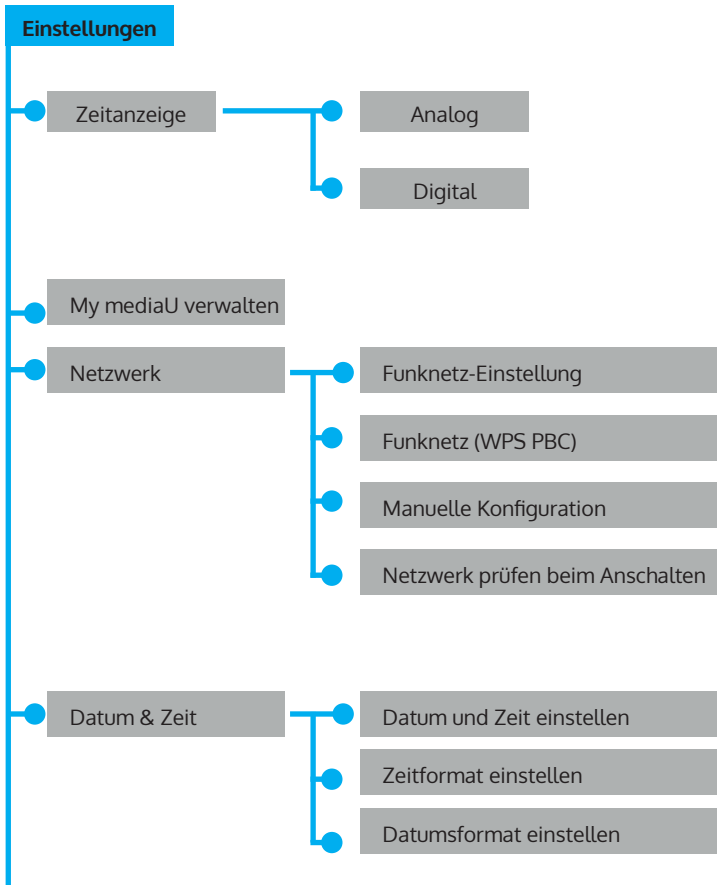 Einstellungen
Zeitanzeige
Analog
Digital
My mediaU verwalten
Netzwerk
Funknetz-Einstellung
Funknetz (WPS PBC)
Manuelle Konfiguration
Netzwerk prüfen beim Anschalten
Datum & Zeit
Datum und Zeit einstellen
Zeitformat einstellen
Datumsformat einstellen